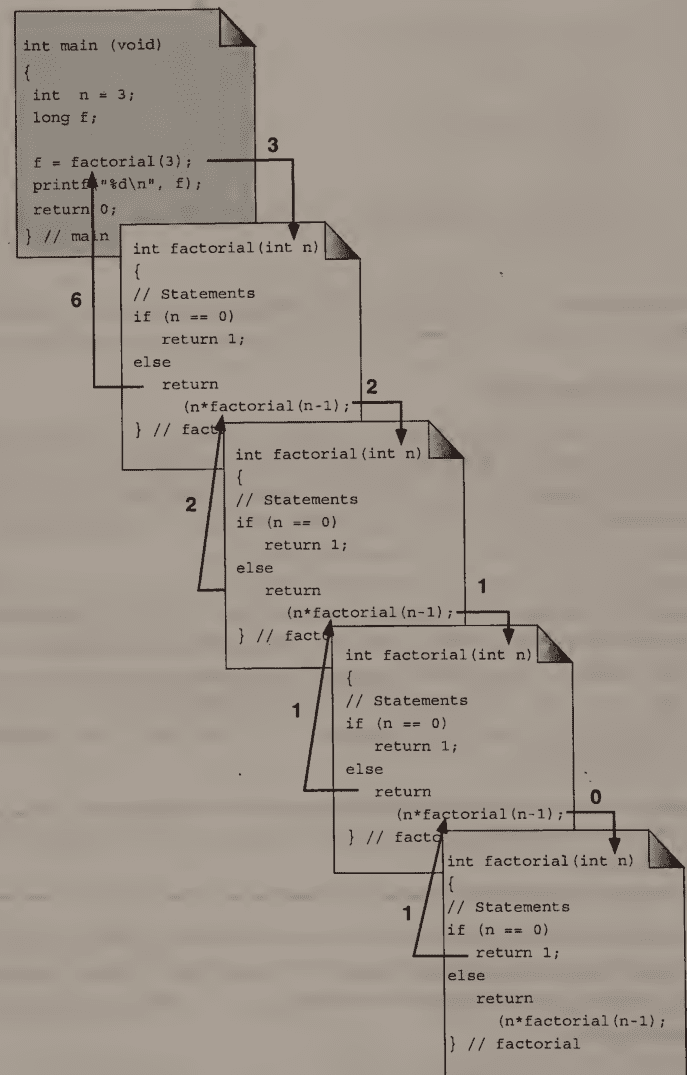 int main (void)
{
int n = 3;
long f;
f = factorial(3);
printf("%d\n", f);
return 0;
} // main
3
6
int factorial(int n)
{
// Statements
if (n == 0)
return 1;
else
return
(n*factorial(n-1);
} // fact
2
2
int factorial(int n)
{
// Statements
if (n == 0)
return 1;
else
return
(n*factorial(n-1);
} // facto
1
1
int factorial(int n)
{
// Statements
if (n == 0)
return 1;
else
return
(n*factorial(n-1);
} // facto
0
1
int factorial(int n)
{
// Statements
if (n == 0)
return 1;
else
return
(n*factorial(n-1);
} // factorial